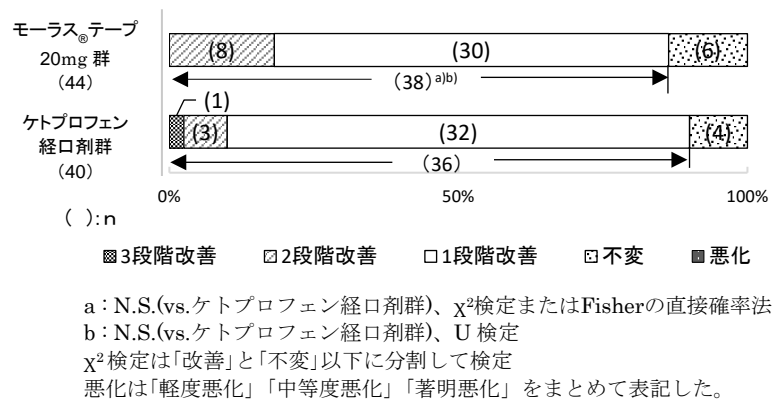 モーラス®テープ
20mg 群
(44)
(8)
(30)
(6)
(38) a)b)
(1)
ケトプロフェン
経口剤群
(40)
(3)
(32)
(4)
(36)
0%
50%
100%
( ):n
3段階改善 2段階改善 1段階改善 不変 悪化
a:N.S.(vs.ケトプロフェン経口剤群)、χ²検定またはFisherの直接確率法
b:N.S.(vs.ケトプロフェン経口剤群)、U 検定
χ²検定は「改善」と「不変」以下に分割して検定
悪化は「軽度悪化」「中等度悪化」「著明悪化」をまとめて表記した。